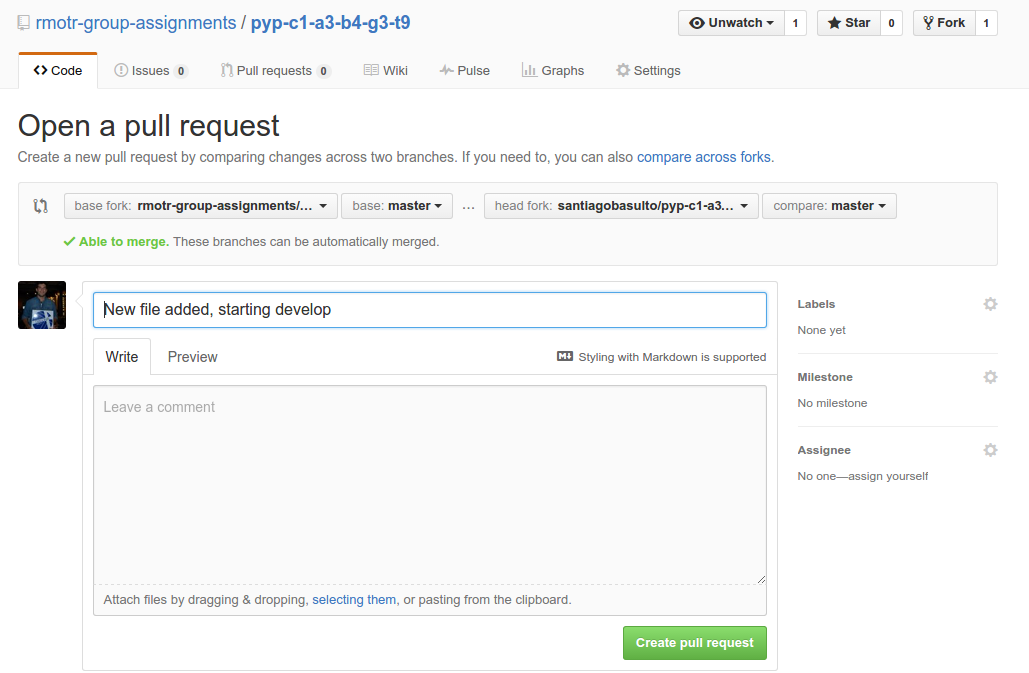 rmotr-group-assignments / pyp-c1-a3-b4-g3-t9 Unwatch 1 Star 0 Fork 1
Code Issues 0 Pull requests 0 Wiki Pulse Graphs Settings
Open a pull request
Create a new pull request by comparing changes across two branches. If you need to, you can also compare across forks.
base fork: rmotr-group-assignments/... base: master ... head fork: santiagobasulto/pyp-c1-a3... compare: master
Able to merge. These branches can be automatically merged.
New file added, starting develop
Write Preview Styling with Markdown is supported
Leave a comment
Attach files by dragging & dropping, selecting them, or pasting from the clipboard.
Create pull request
Labels
None yet
Milestone
No milestone
Assignee
No one—assign yourself